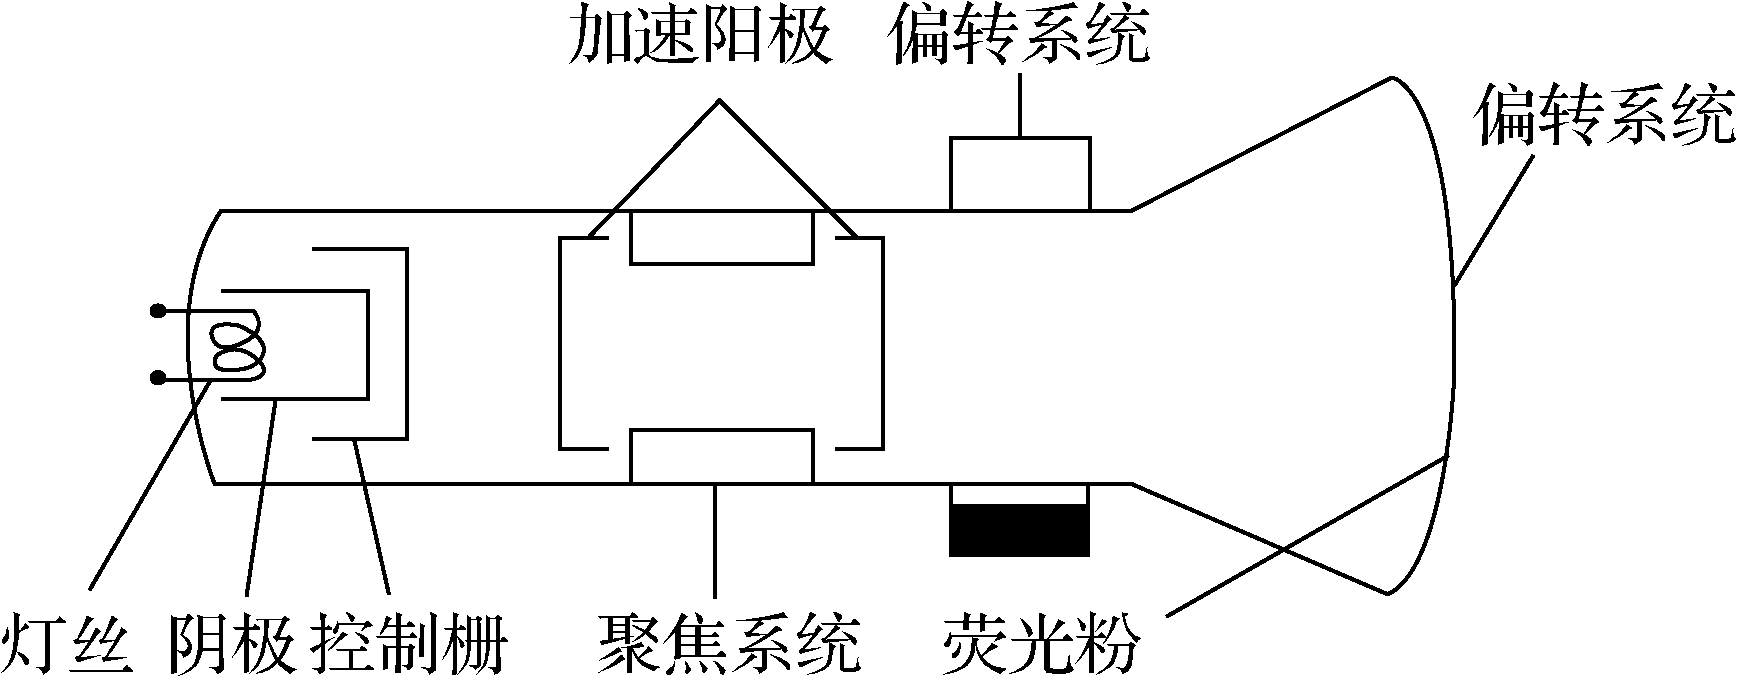 加速阳极
偏转系统
偏转系统
灯丝
阴极
控制栅
聚焦系统
荧光粉